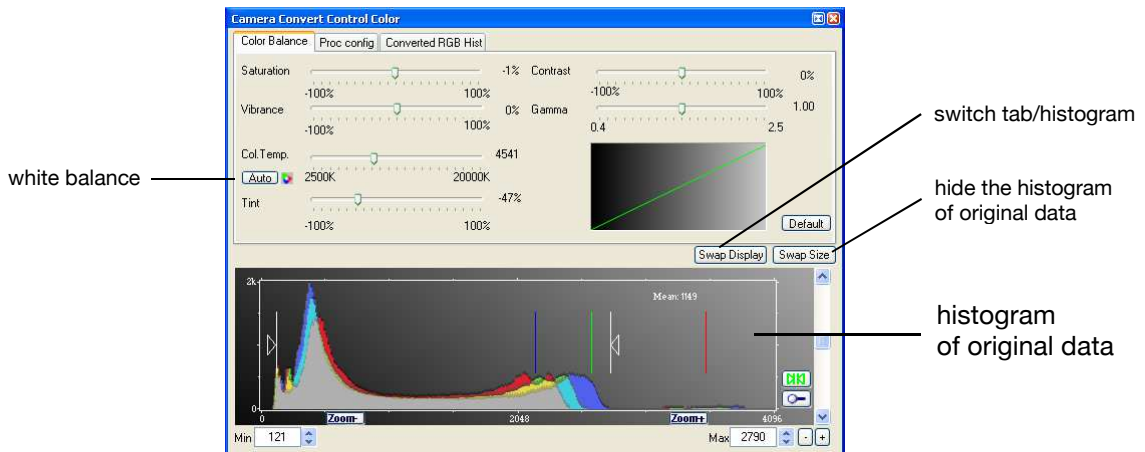 Camera Convert Control Color
Color Balance Proc config Converted RGB Hist
Saturation -1% Contrast 0%
-100% 100% -100% 100%
Vibrance 0% Gamma 1.00
-100% 100% 0.4 2.5
Col.Temp. 4541
Auto 2500K 20000K
Tint -47%
-100% 100%
Default
Swap Display Swap Size
2k
Mean: 1149
0
0 Zoom- 2048 Zoom+ 4096
Min 121 Max 2790 - +
white balance
switch tab/histogram
hide the histogram
of original data
histogram
of original data